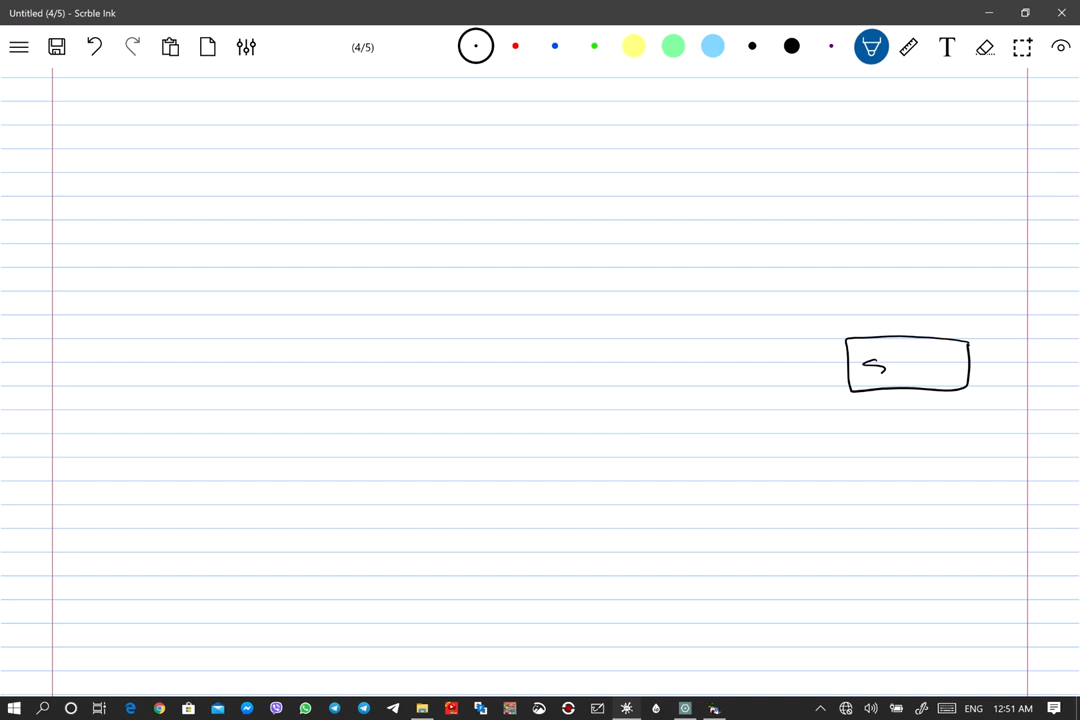 Untitled (4/5) - Scrble Ink
(4/5)
T
S
ENG
12:51 AM